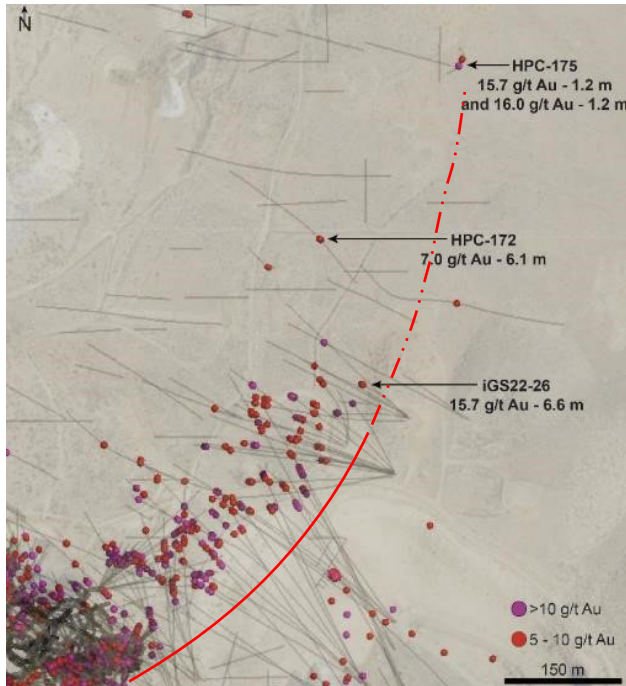 N
HPC-175
15.7 g/t Au - 1.2 m
and 16.0 g/t Au - 1.2 m
HPC-172
7.0 g/t Au - 6.1 m
iGS22-26
15.7 g/t Au - 6.6 m
>10 g/t Au
5 - 10 g/t Au
150 m